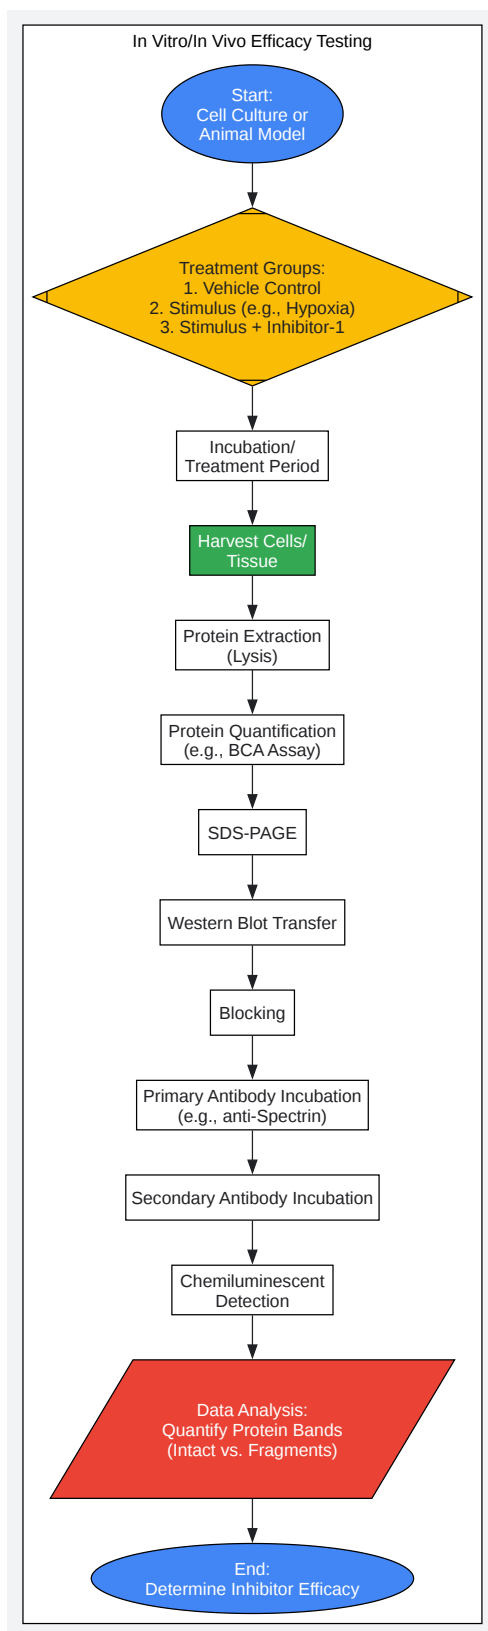 In Vitro/In Vivo Efficacy Testing
Start:
Cell Culture or
Animal Model
Treatment Groups:
1. Vehicle Control
2. Stimulus (e.g., Hypoxia)
3. Stimulus + Inhibitor-1
Incubation/
Treatment Period
Harvest Cells/
Tissue
Protein Extraction
(Lysis)
Protein Quantification
(e.g., BCA Assay)
SDS-PAGE
Western Blot Transfer
Blocking
Primary Antibody Incubation
(e.g., anti-Spectrin)
Secondary Antibody Incubation
Chemiluminescent
Detection
Data Analysis:
Quantify Protein Bands
(Intact vs. Fragments)
End:
Determine Inhibitor Efficacy